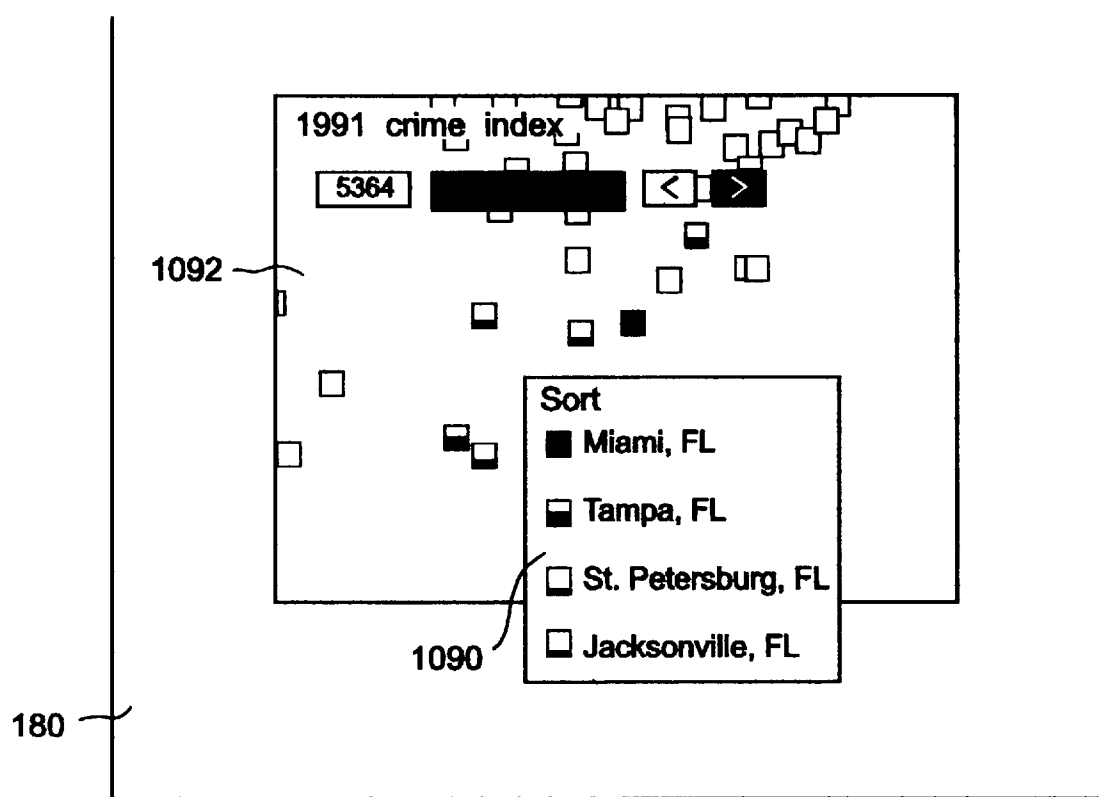 1991 crime index
5364
<
>
1092
Sort
Miami, FL
Tampa, FL
St. Petersburg, FL
Jacksonville, FL
1090
180